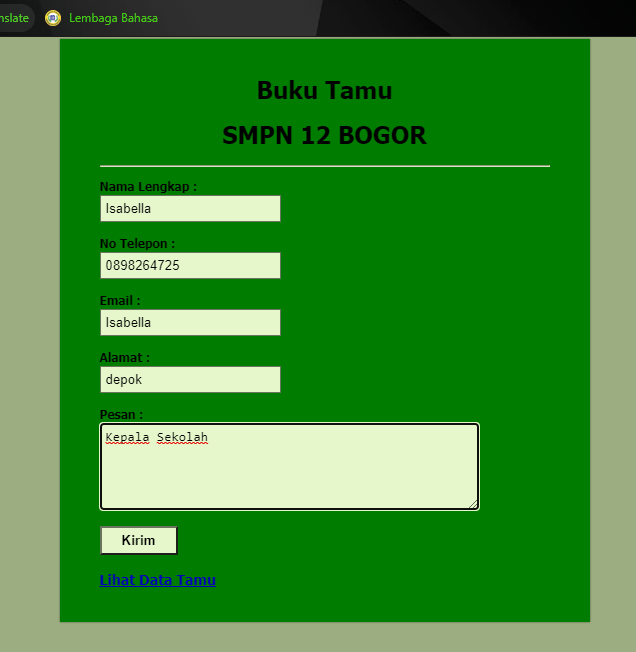 nslate Lembaga Bahasa
Buku Tamu
SMPN 12 BOGOR
Nama Lengkap :
Isabella
No Telepon :
0898264725
Email :
Isabella
Alamat :
depok
Pesan :
Kepala Sekolah
Kirim
Lihat Data Tamu